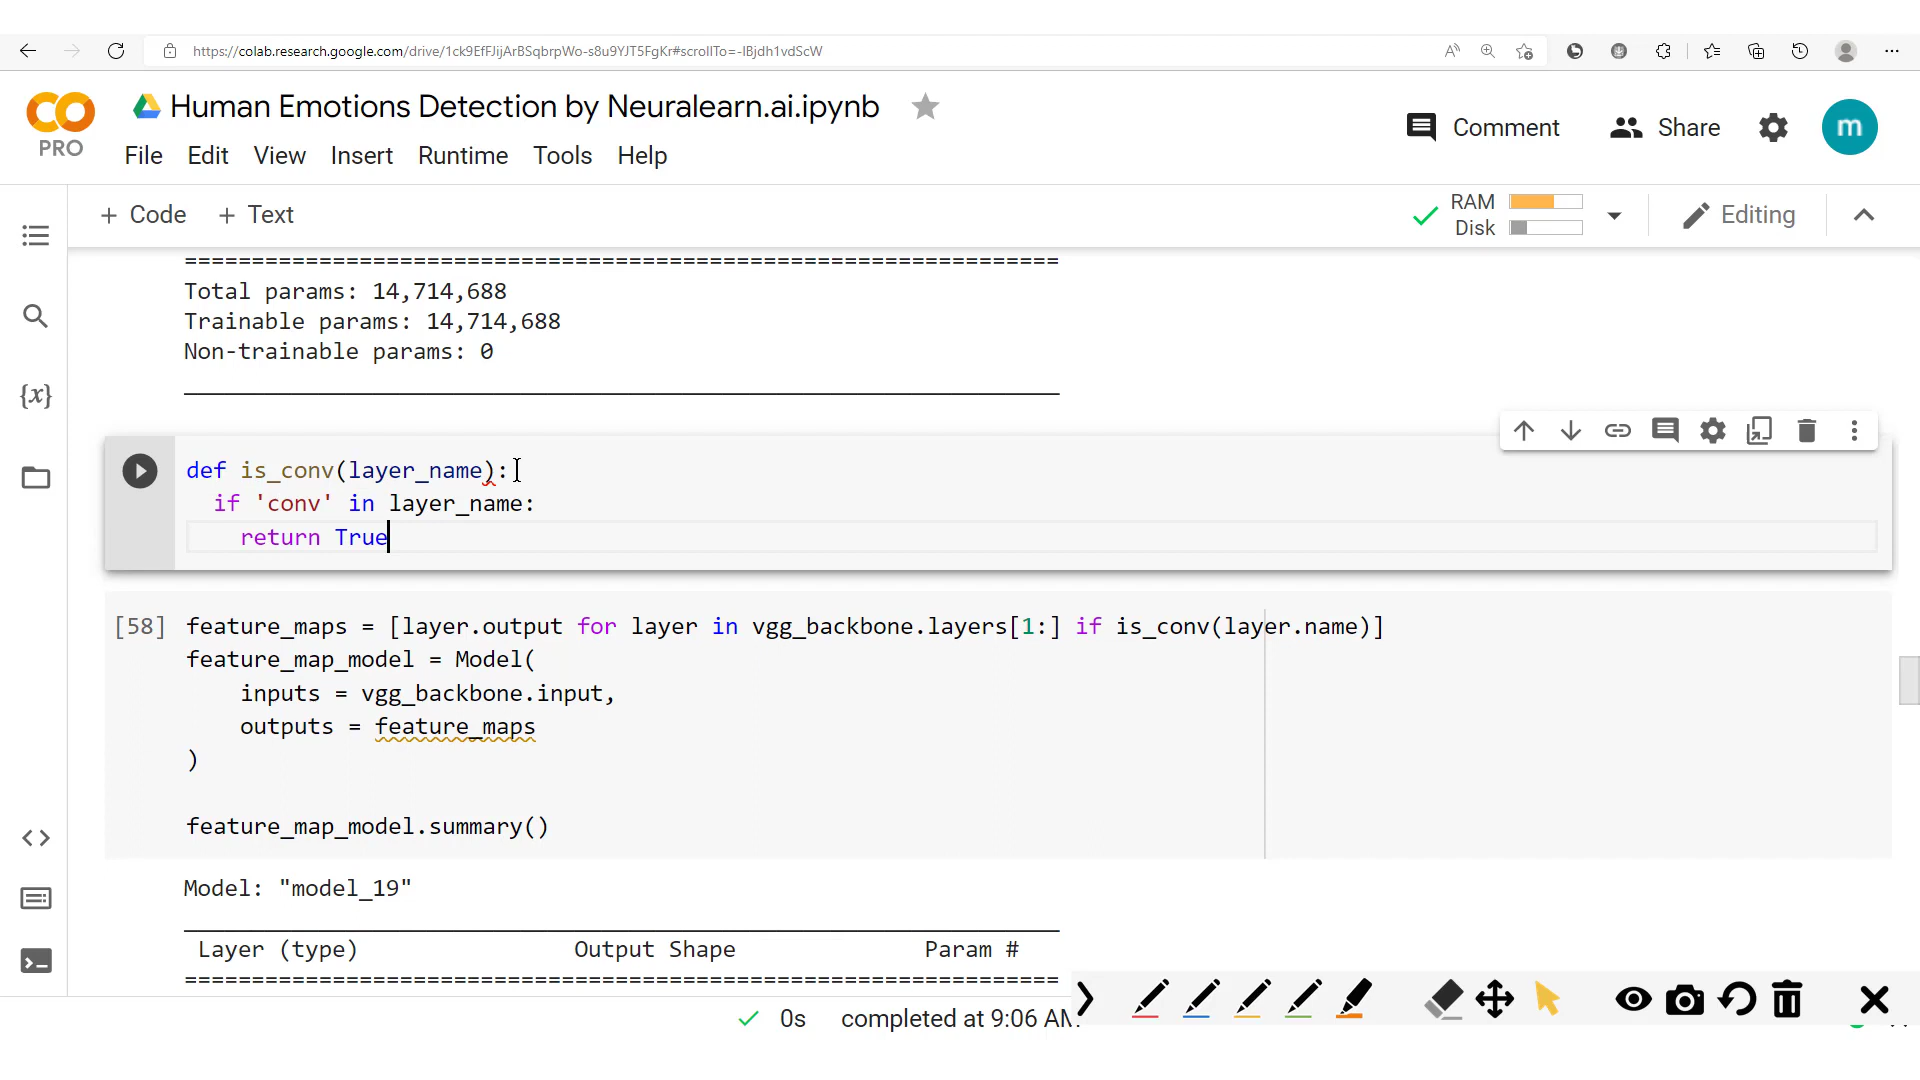 https://colab.research.google.com/drive/1ck9EfFJijArBSqbrpWo-s8u9YJT5FgKr#scrollTo=-IBjdh1vdScW
Human Emotions Detection by Neuralearn.ai.ipynb
PRO
File Edit View Insert Runtime Tools Help
Comment Share m
+ Code + Text
RAM
Disk
Editing
==================================================================
Total params: 14,714,688
Trainable params: 14,714,688
Non-trainable params: 0
def is_conv(layer_name):
if 'conv' in layer_name:
return True
[58] feature_maps = [layer.output for layer in vgg_backbone.layers[1:] if is_conv(layer.name)]
feature_map_model = Model(
inputs = vgg_backbone.input,
outputs = feature_maps
)
feature_map_model.summary()
Model: "model_19"
Layer (type) Output Shape Param #
==================================================================
0s completed at 9:06 AM